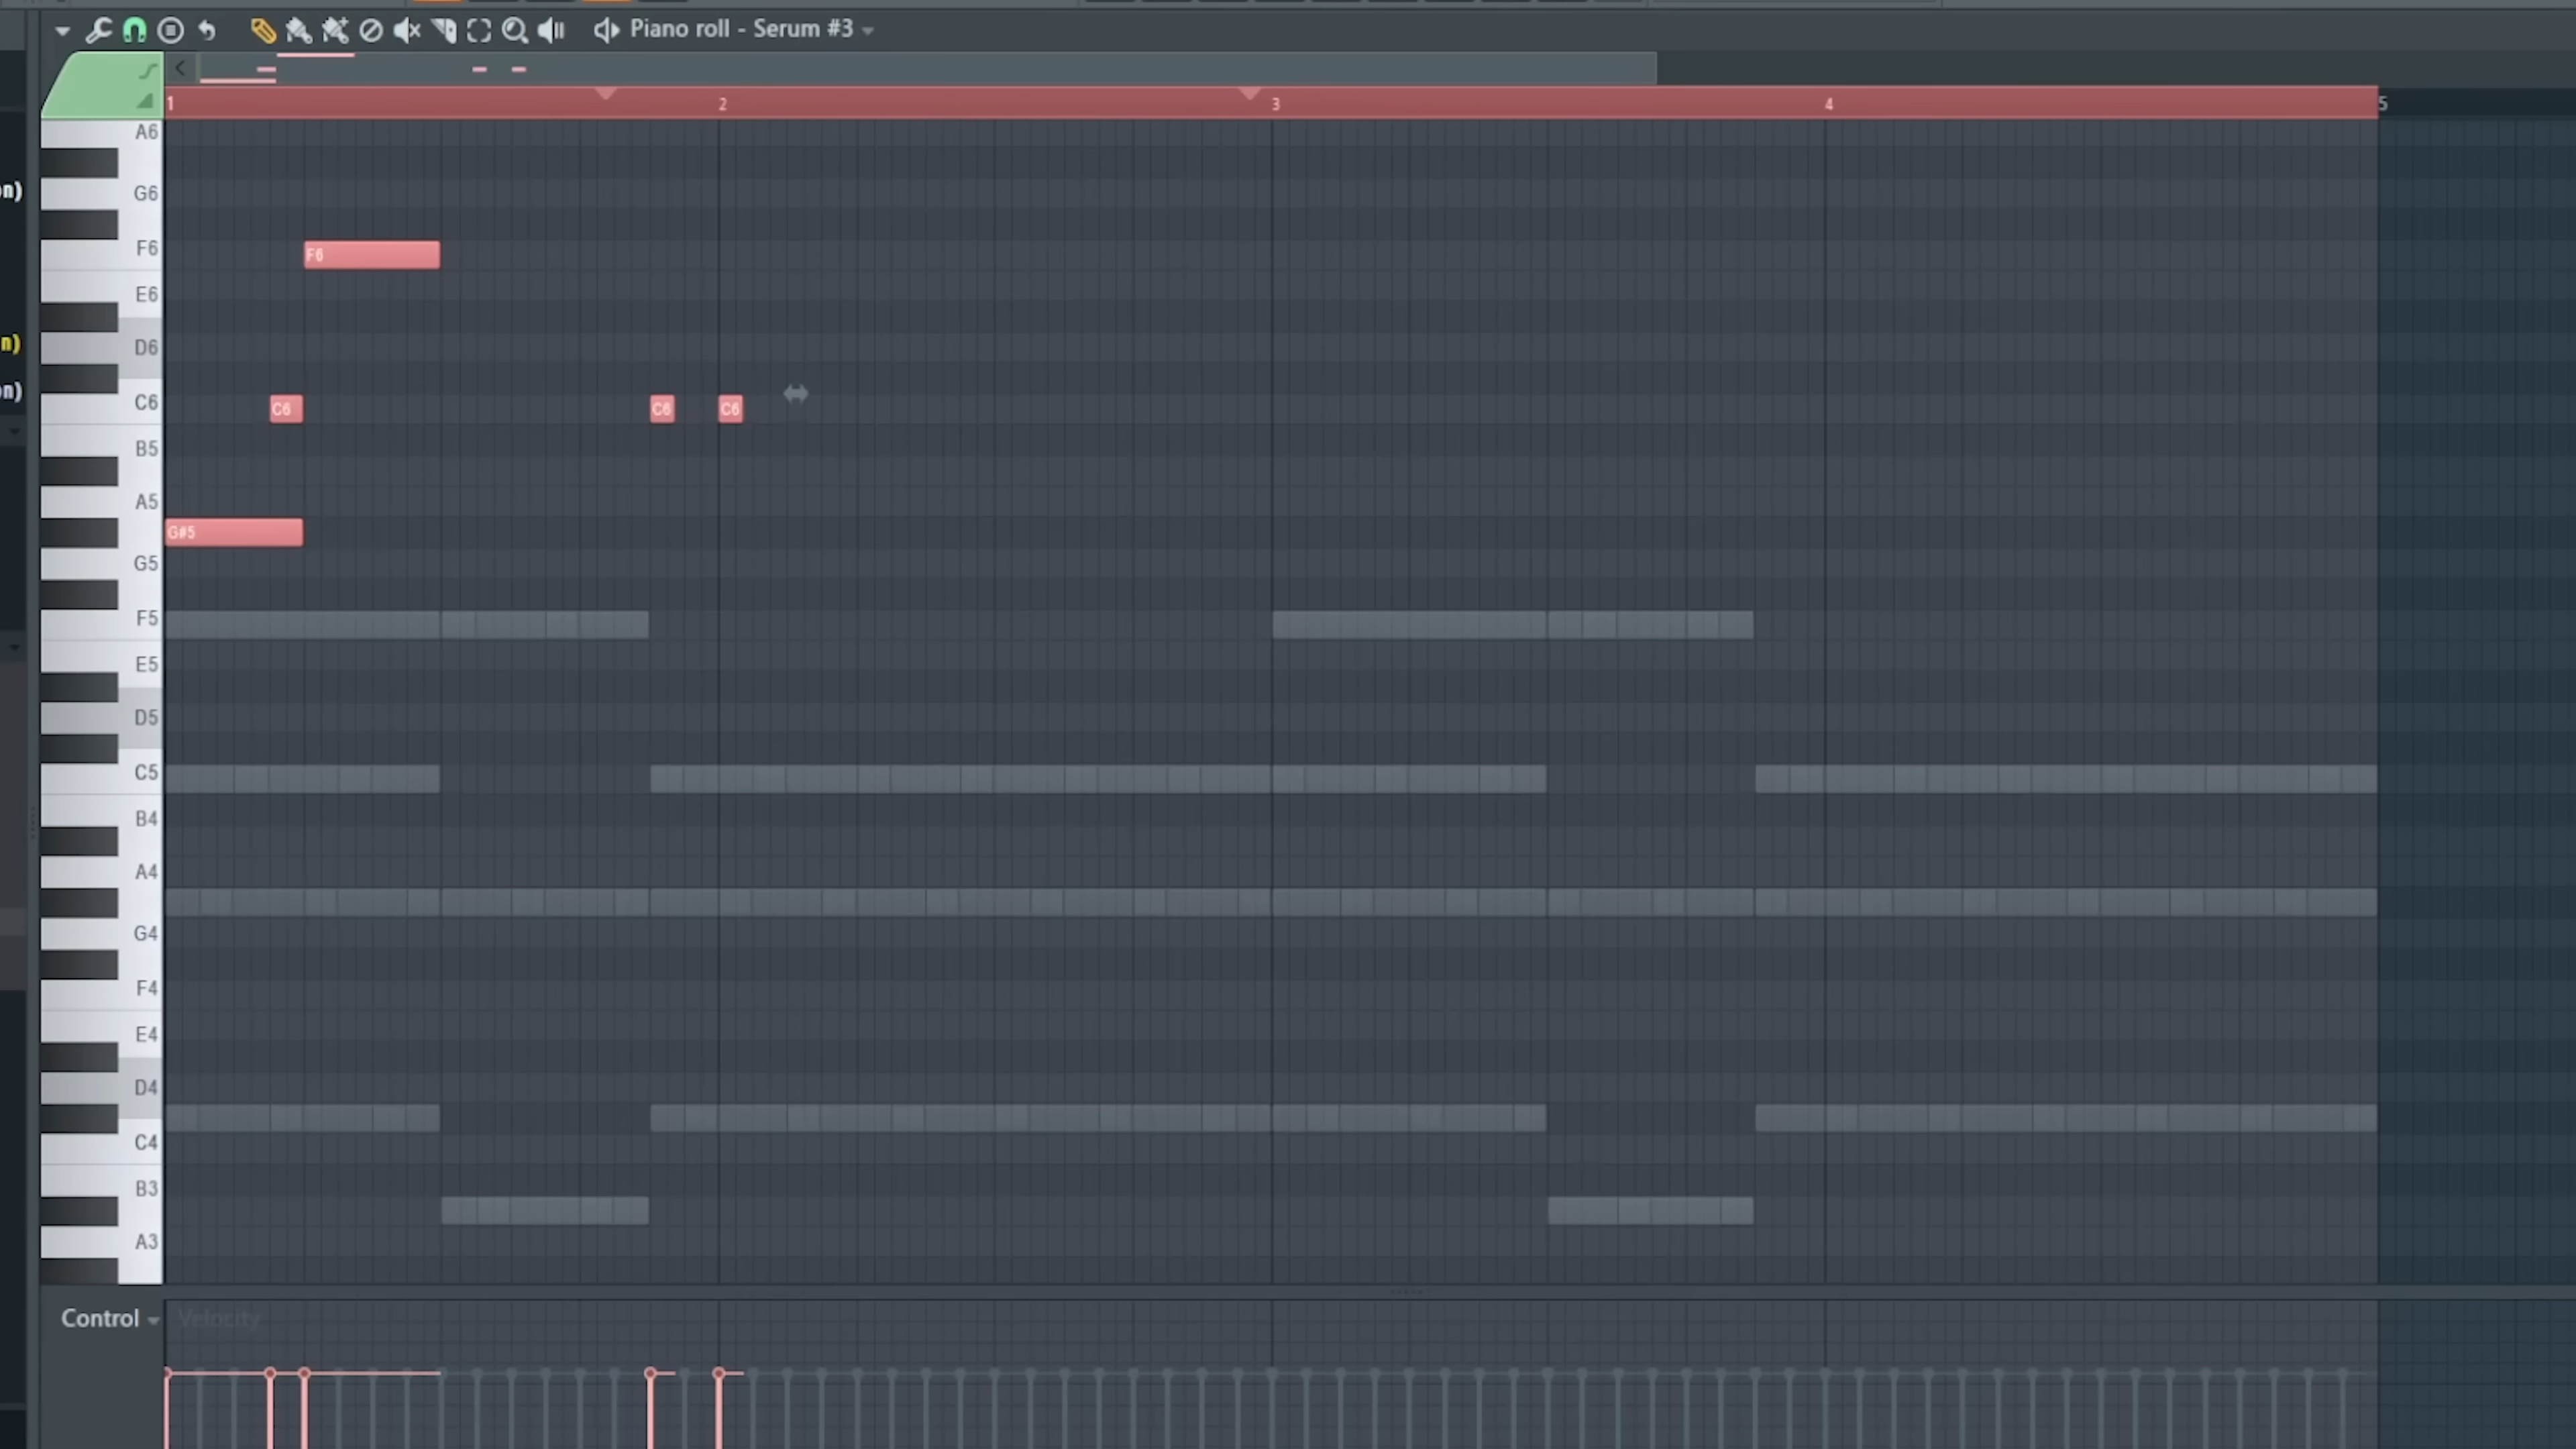 Piano roll - Serum #3
1 2 3 4 5
A6
n)
G6
F6 F6
E6
n)
D6
on)
C6 C6 C6 C6
B5
A5
G#5
G5
F5
E5
D5
C5
B4
A4
G4
F4
E4
D4
C4
B3
A3
Control Velocity